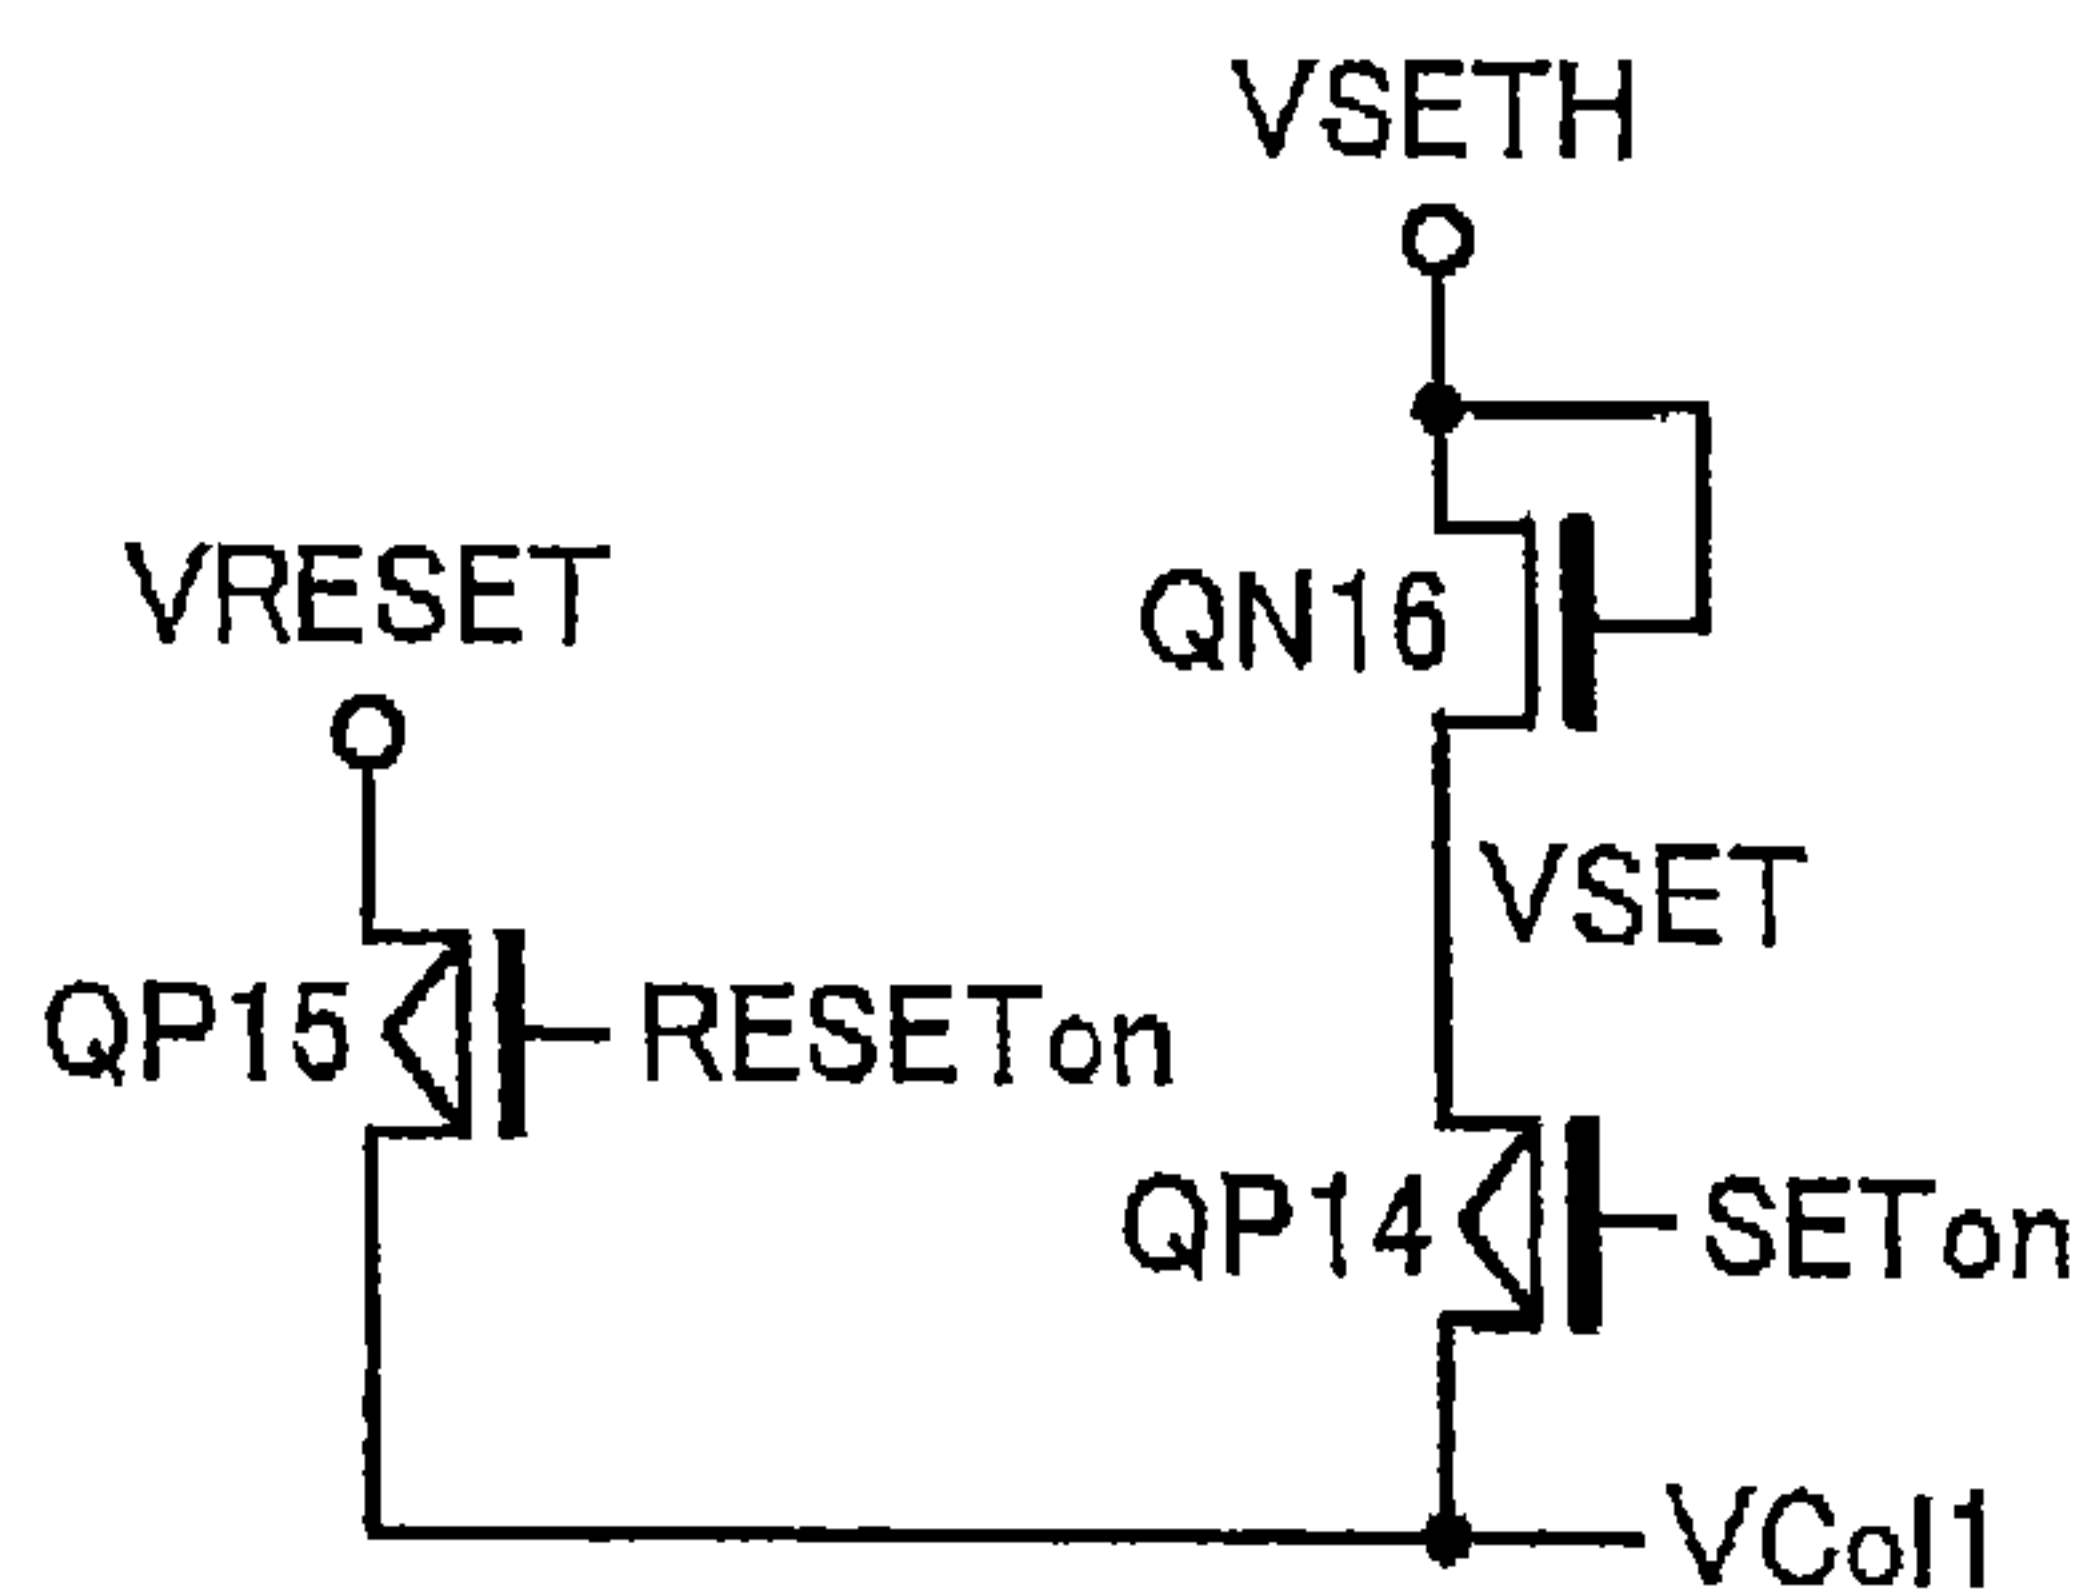 VSETH
VRESET
QN16
VSET
QP15
RESETon
QP14
SETon
VCol1